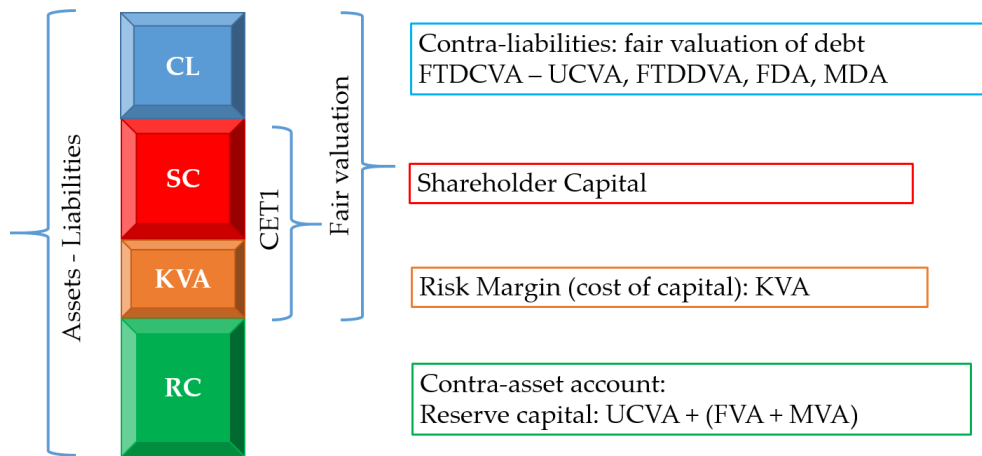 Assets - Liabilities
CL
SC
KVA
RC
CET1
Fair valuation
Contra-liabilities: fair valuation of debt
FTDCVA – UCVA, FTDDVA, FDA, MDA
Shareholder Capital
Risk Margin (cost of capital): KVA
Contra-asset account:
Reserve capital: UCVA + (FVA + MVA)